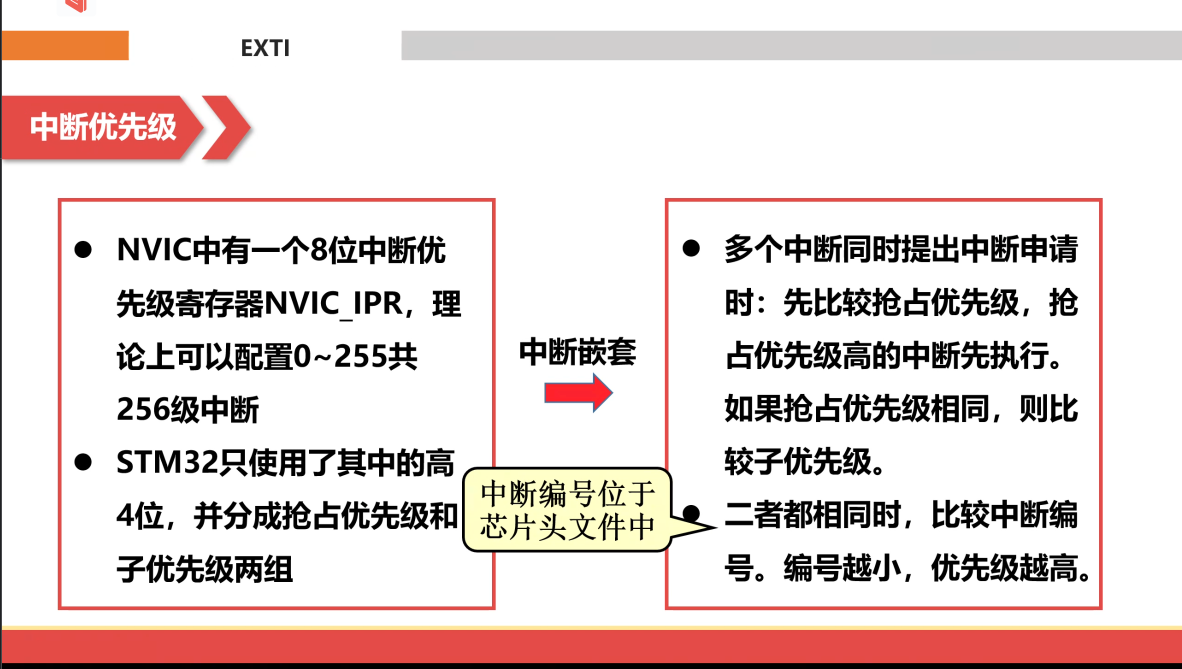 EXTI
中断优先级
NVIC中有一个8位中断优
先级寄存器NVIC_IPR，理
论上可以配置0~255共
256级中断
STM32只使用了其中的高
4位，并分成抢占优先级和
子优先级两组
中断嵌套
中断编号位于
芯片头文件中
多个中断同时提出中断申请
时：先比较抢占优先级，抢
占优先级高的中断先执行。
如果抢占优先级相同，则比
较子优先级。
二者都相同时，比较中断编
号。编号越小，优先级越高。